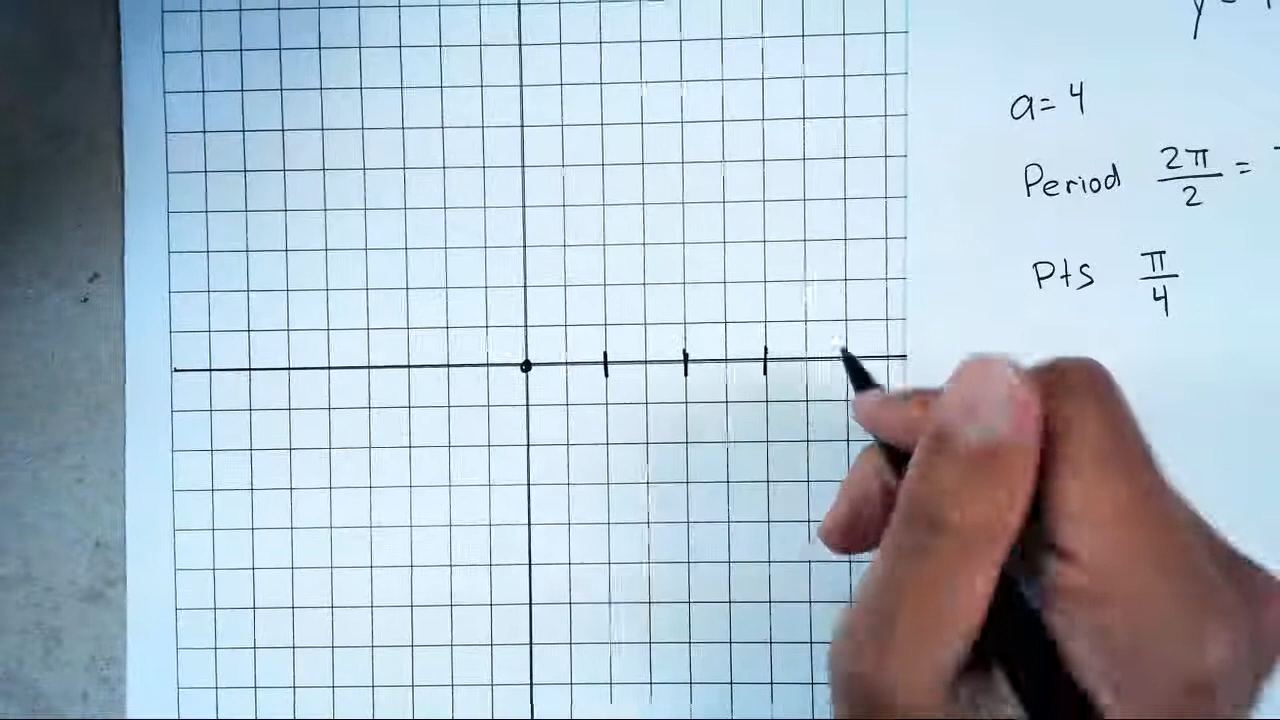 y =
a = 4
Period 2π/2 =
Pts π/4